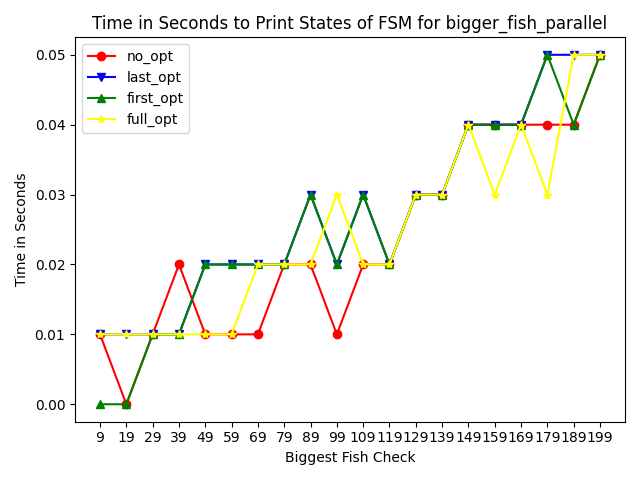 Time in Seconds to Print States of FSM for bigger_fish_parallel
no_opt
last_opt
first_opt
full_opt
0.05
0.04
0.03
0.02
0.01
0.00
Time in Seconds
9 19 29 39 49 59 69 79 89 99 109 119 129 139 149 159 169 179 189 199
Biggest Fish Check